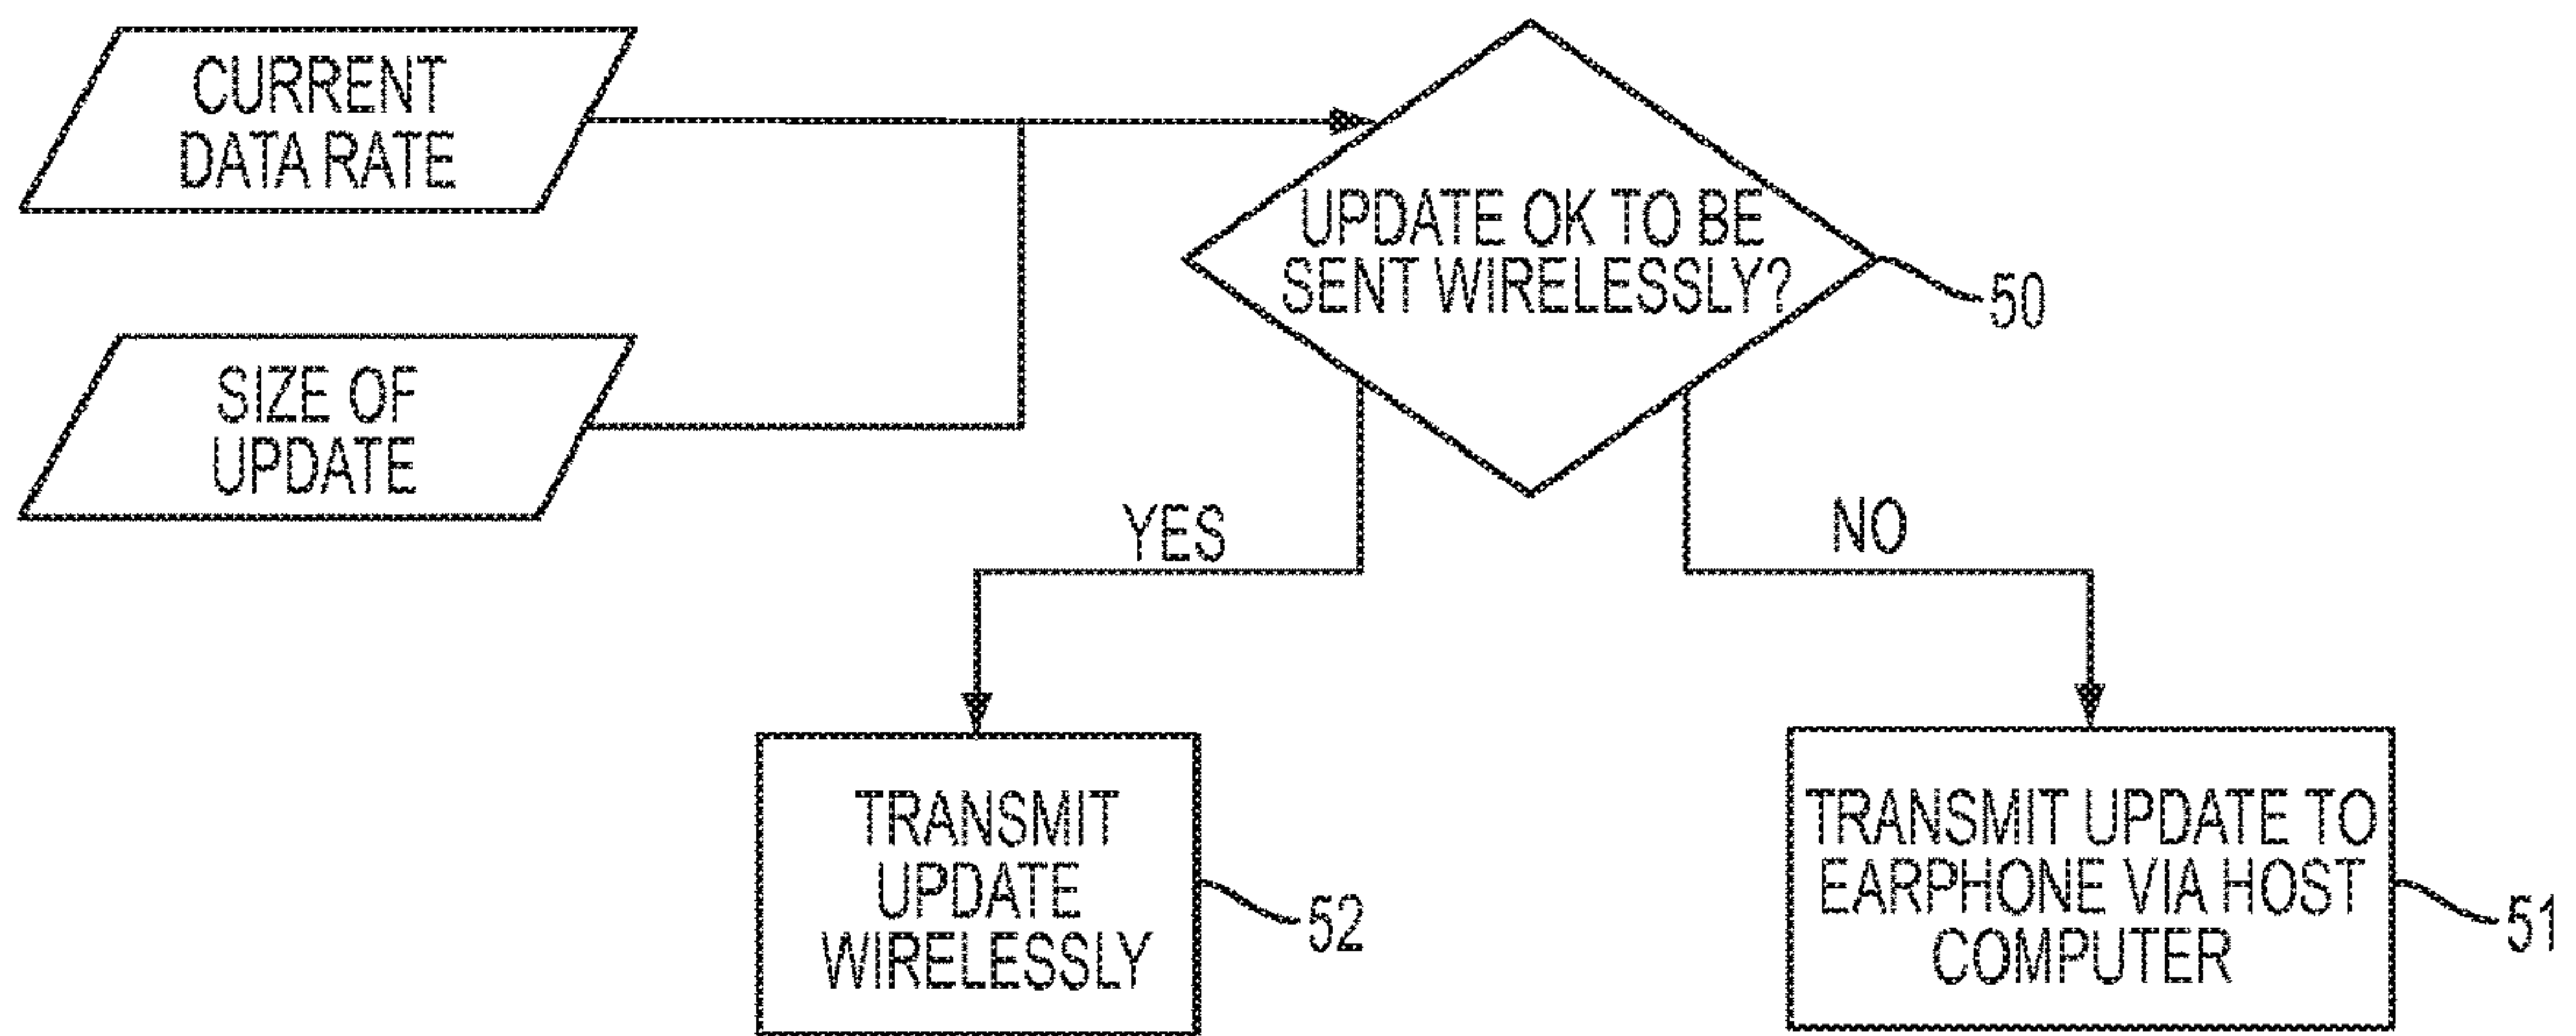 CURRENT
DATA RATE
UPDATE OK TO BE
SENT WIRELESSLY?
50
SIZE OF
UPDATE
YES
NO
TRANSMIT
UPDATE
WIRELESSLY
52
TRANSMIT UPDATE TO
EARPHONE VIA HOST
COMPUTER
51